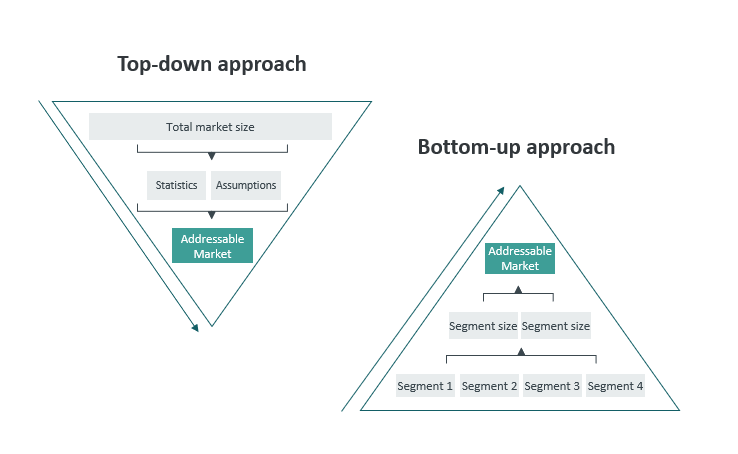 Top-down approach
Total market size
Statistics
Assumptions
Addressable
Market
Bottom-up approach
Addressable
Market
Segment size
Segment size
Segment 1
Segment 2
Segment 3
Segment 4